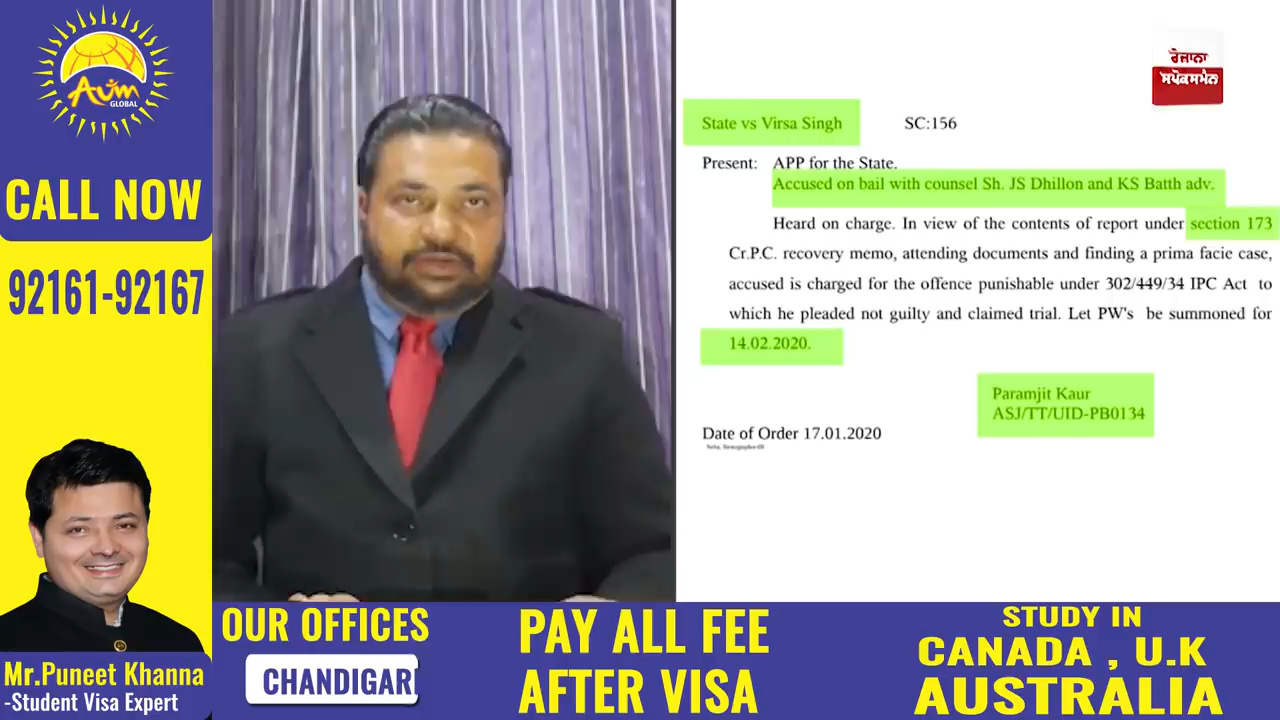 Aum
GLOBAL
CALL NOW
92161-92167
Mr.Puneet Khanna
-Student Visa Expert
ਰੋਜ਼ਾਨਾ
ਸਪੋਕਸਮੈਨ
State vs Virsa Singh SC:156
Present: APP for the State.
Accused on bail with counsel Sh. JS Dhillon and KS Batth adv.
Heard on charge. In view of the contents of report under section 173
Cr.P.C. recovery memo, attending documents and finding a prima facie case,
accused is charged for the offence punishable under 302/449/34 IPC Act to
which he pleaded not guilty and claimed trial. Let PW's be summoned for
14.02.2020.
Paramjit Kaur
ASJ/TT/UID-PB0134
Date of Order 17.01.2020
OUR OFFICES
CHANDIGAR
PAY ALL FEE
AFTER VISA
STUDY IN
CANADA , U.K
AUSTRALIA